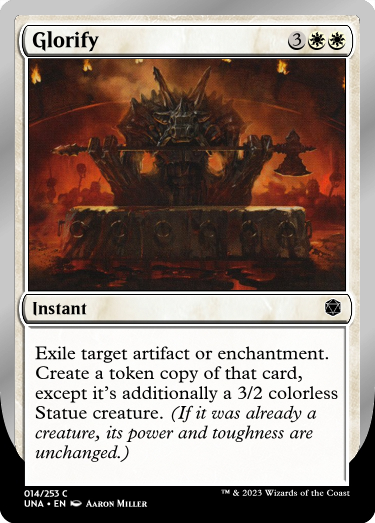 Glorify 3
Instant
Exile target artifact or enchantment.
Create a token copy of that card,
except it's additionally a 3/2 colorless
Statue creature. (If it was already a
creature, its power and toughness are
unchanged.)
014/253 C
UNA • EN AARON MILLER
™ & 2023 Wizards of the Coast